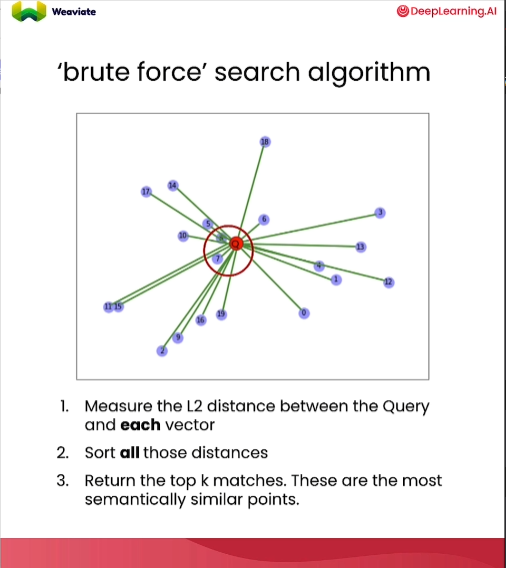 Weaviate
DeepLearning.AI
‘brute force’ search algorithm
18
17
14
3
5
6
10
13
7
4
1
12
11
15
19
0
16
9
2
1. Measure the L2 distance between the Query
and each vector
2. Sort all those distances
3. Return the top k matches. These are the most
semantically similar points.